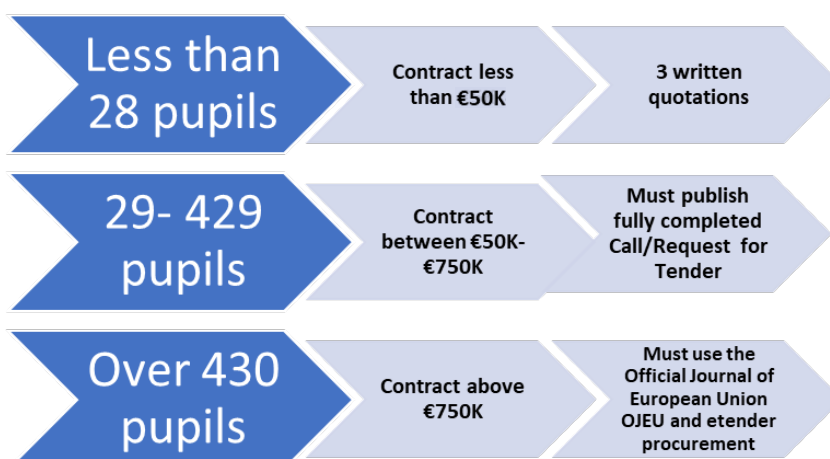 Less than
28 pupils
Contract less
than €50K
3 written
quotations
29- 429
pupils
Contract
between €50K-
€750K
Must publish
fully completed
Call/Request for
Tender
Over 430
pupils
Contract above
€750K
Must use the
Official Journal of
European Union
OJEU and etender
procurement